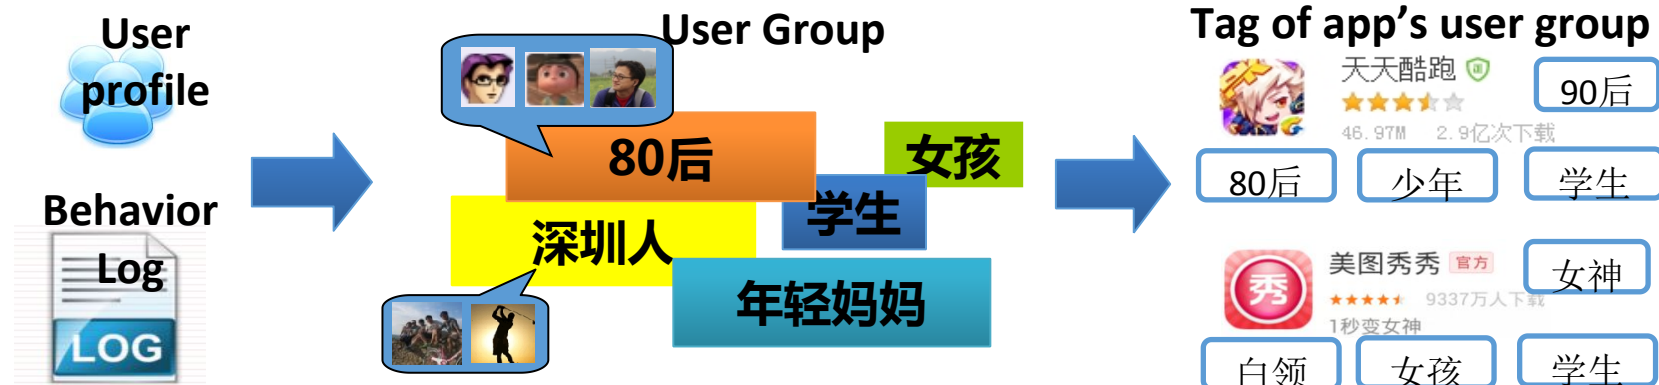 User
profile
Behavior
Log
LOG
User Group
80后
女孩
学生
深圳人
年轻妈妈
Tag of app's user group
天天酷跑
90后
46.97M 2.9亿次下载
80后
少年
学生
美图秀秀 官方
女神
9337万人下载
1秒变女神
白领
女孩
学生
秀